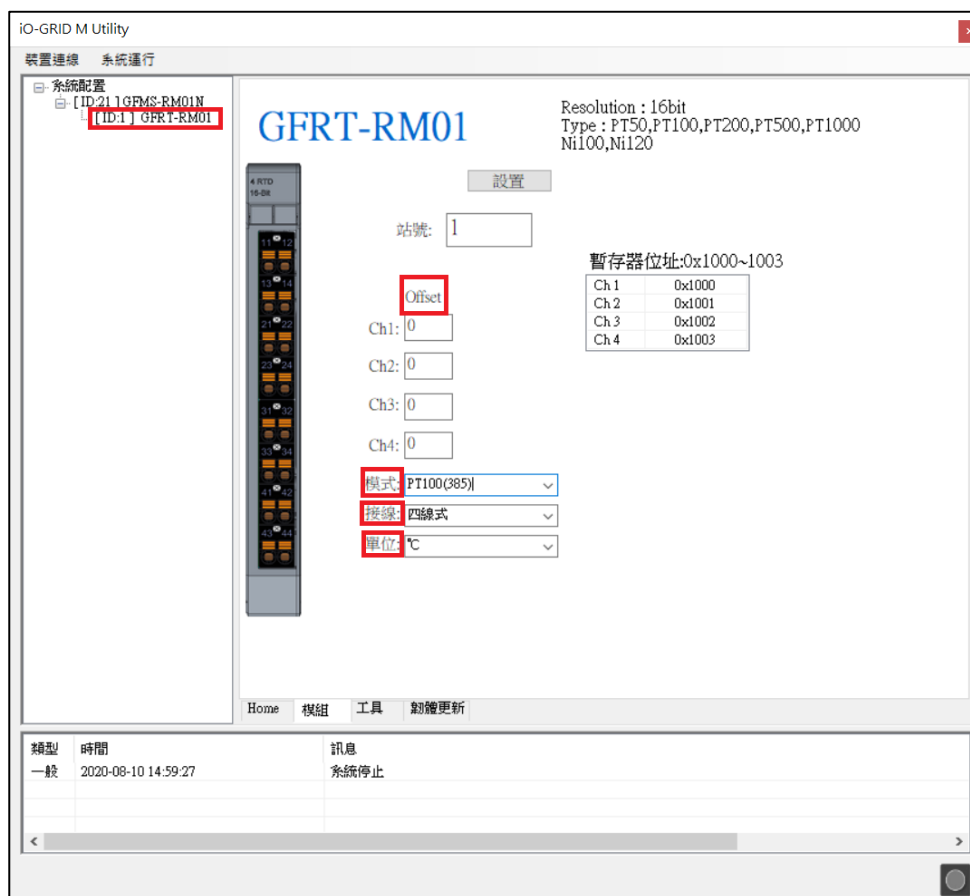 iO-GRID M Utility
裝置連線 系統運行
系統配置
[ ID:21 ] GFMS-RM01N
[ ID:1 ] GFRT-RM01
GFRT-RM01
Resolution : 16bit
Type : PT50,PT100,PT200,PT500,PT1000
Ni100,Ni120
4 RTD
16-Bit
設置
站號: 1
11 12
13 14
21 22
23 24
31 32
33 34
41 42
43 44
Offset
Ch1: 0
Ch2: 0
Ch3: 0
Ch4: 0
模式: PT100(385)
接線: 四線式
單位: ℃
暫存器位址:0x1000~1003
Ch 1 0x1000
Ch 2 0x1001
Ch 3 0x1002
Ch 4 0x1003
Home 模組 工具 韌體更新
類型 時間 訊息
一般 2020-08-10 14:59:27 系統停止